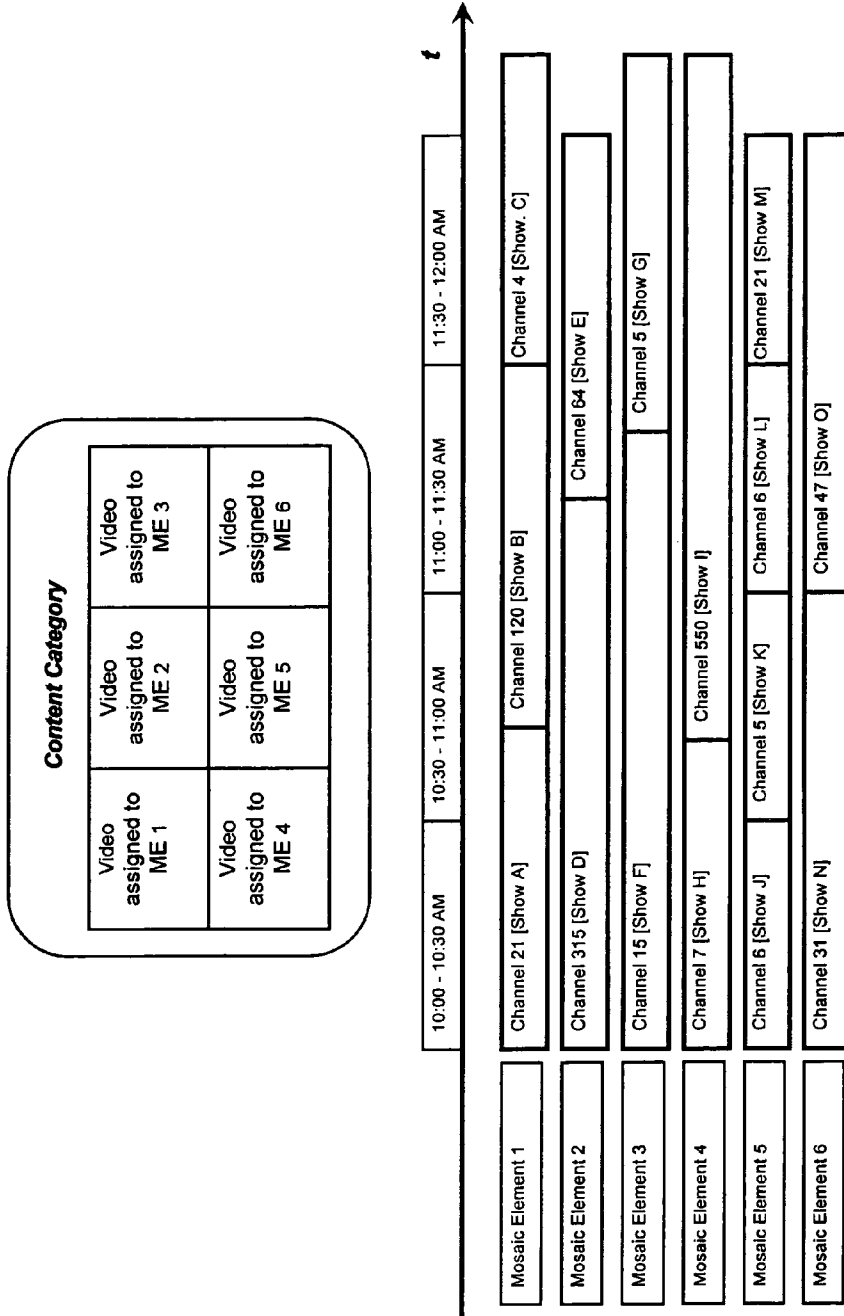 Content Category
Video
assigned to
ME 1
Video
assigned to
ME 2
Video
assigned to
ME 3
Video
assigned to
ME 4
Video
assigned to
ME 5
Video
assigned to
ME 6
t
10:00 - 10:30 AM
10:30 - 11:00 AM
11:00 - 11:30 AM
11:30 - 12:00 AM
Mosaic Element 1
Channel 21 [Show A]
Channel 120 [Show B]
Channel 4 [Show. C]
Mosaic Element 2
Channel 315 [Show D]
Channel 64 [Show E]
Mosaic Element 3
Channel 15 [Show F]
Channel 5 [Show G]
Mosaic Element 4
Channel 7 [Show H]
Channel 550 [Show I]
Mosaic Element 5
Channel 6 [Show J]
Channel 5 [Show K]
Channel 6 [Show L]
Channel 21 [Show M]
Mosaic Element 6
Channel 31 [Show N]
Channel 47 [Show O]